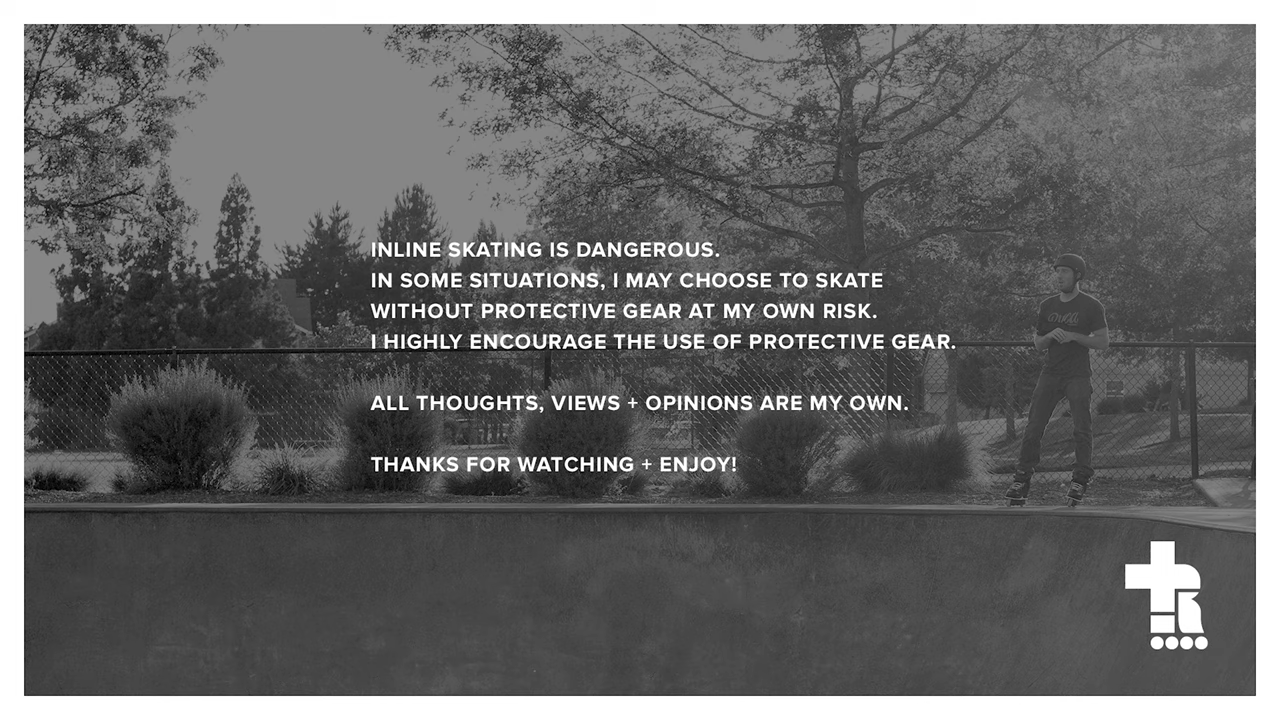 INLINE SKATING IS DANGEROUS.
IN SOME SITUATIONS, I MAY CHOOSE TO SKATE
WITHOUT PROTECTIVE GEAR AT MY OWN RISK.
I HIGHLY ENCOURAGE THE USE OF PROTECTIVE GEAR.
ALL THOUGHTS, VIEWS + OPINIONS ARE MY OWN.
THANKS FOR WATCHING + ENJOY!